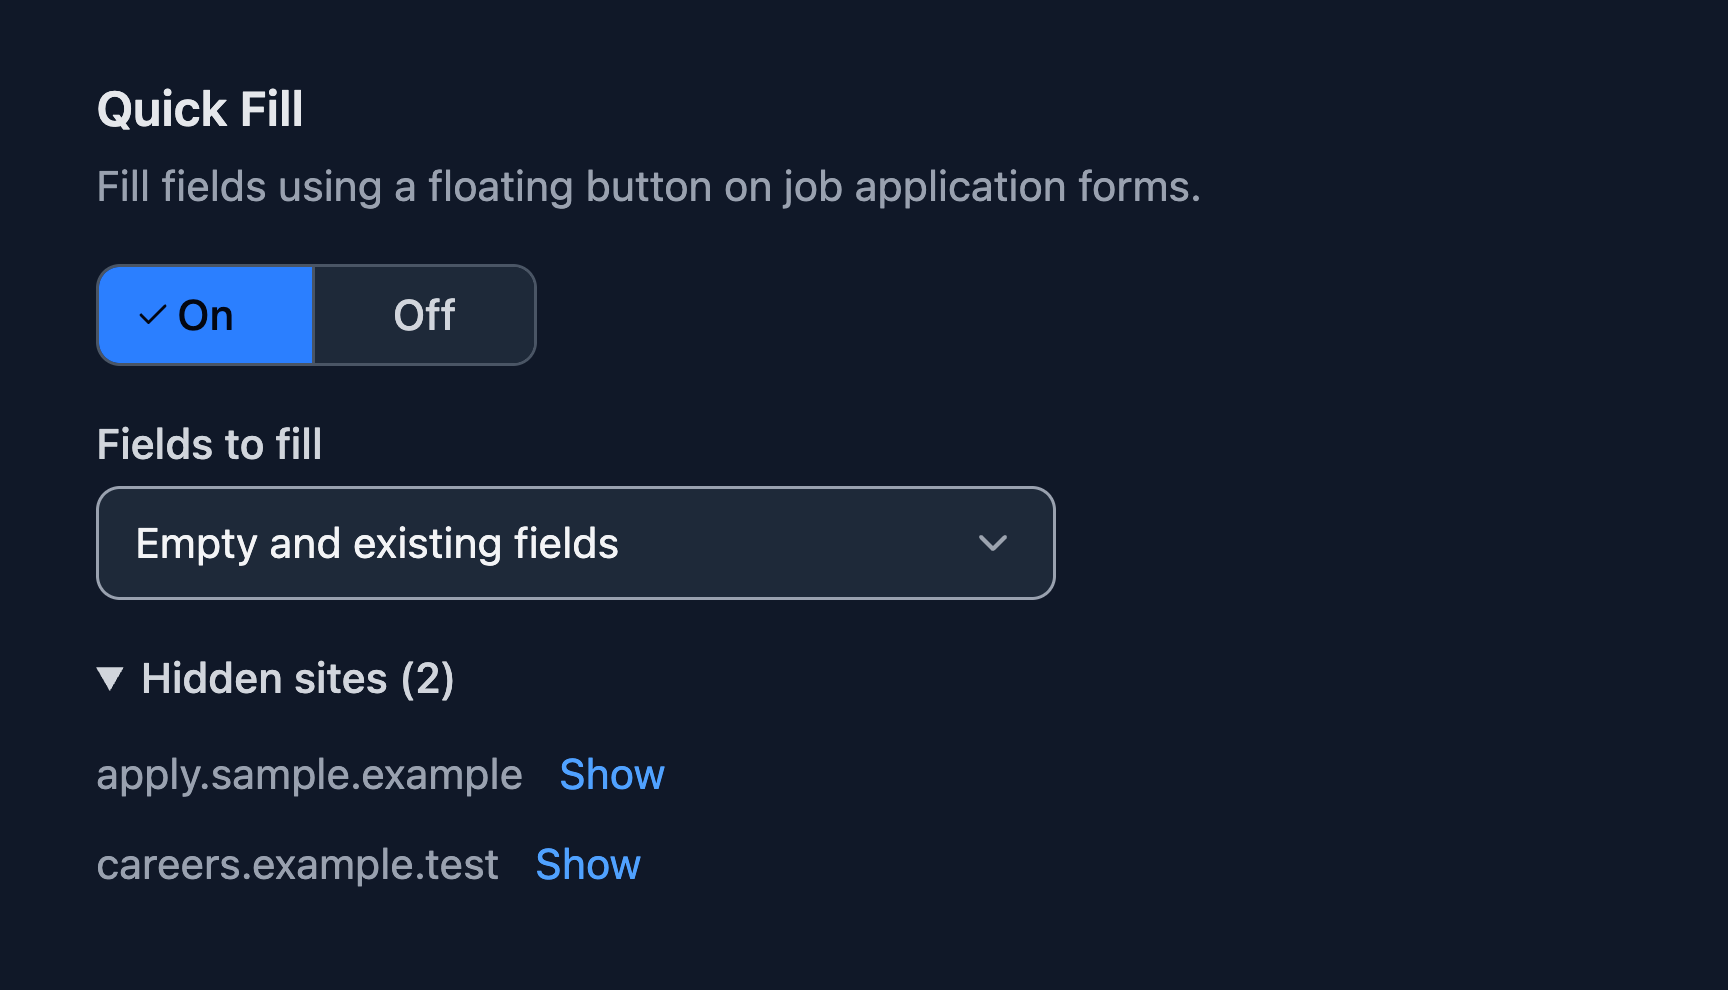 Quick Fill
Fill fields using a floating button on job application forms.
On
Off
Fields to fill
Empty and existing fields
Hidden sites (2)
apply.sample.example Show
careers.example.test Show